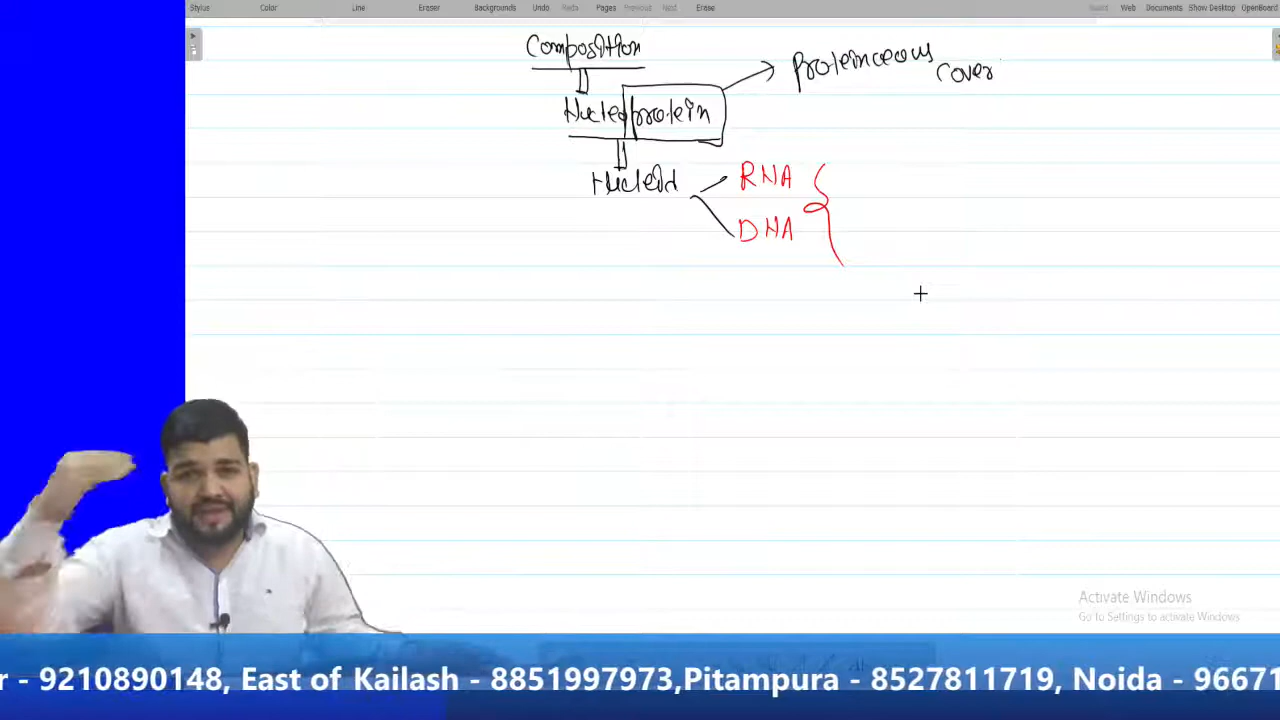 Stylus Color Line Eraser Backgrounds Undo Redo Pages Previous Next Erase Board Web Documents Show Desktop OpenBoard
Composition
Nucleoprotein → Proteinceous
cover
Nucleid
RNA
DNA
Activate Windows
Go to Settings to activate Windows
r - 9210890148, East of Kailash - 8851997973,Pitampura - 8527811719, Noida - 96671